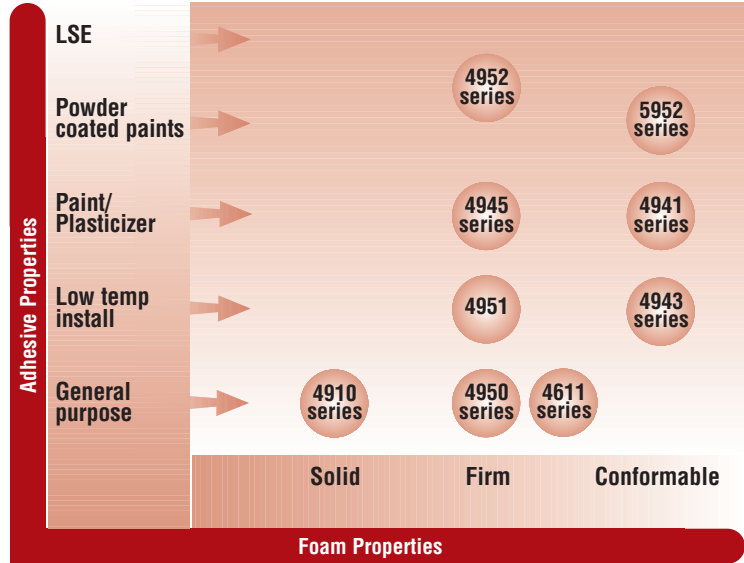 LSE
4952
series
Powder
coated paints
5952
series
Paint/
Plasticizer
4945
series
4941
series
Low temp
install
4951
4943
series
General
purpose
4910
series
4950
series
4611
series
Solid
Firm
Conformable
Adhesive Properties
Foam Properties